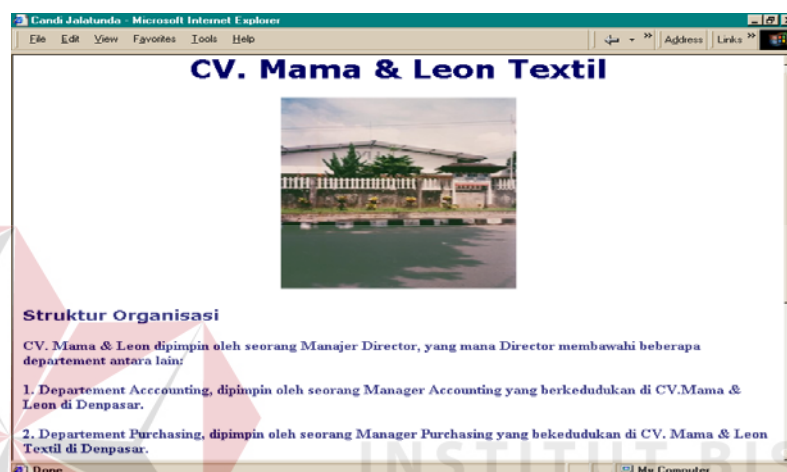 Candi Jalatunda - Microsoft Internet Explorer
File Edit View Favorites Tools Help
Address Links
CV. Mama & Leon Textil
Struktur Organisasi
CV. Mama & Leon dipimpin oleh seorang Manajer Director, yang mana Director membawahi beberapa
departement antara lain:
1. Departement Acccounting, dipimpin oleh seorang Manager Accounting yang berkedudukan di CV.Mama &
Leon di Denpasar.
2. Departement Purchasing, dipimpin oleh seorang Manager Purchasing yang bekedudukan di CV. Mama & Leon
Textil di Denpasar.
INSTITUT BIS
Done My Computer